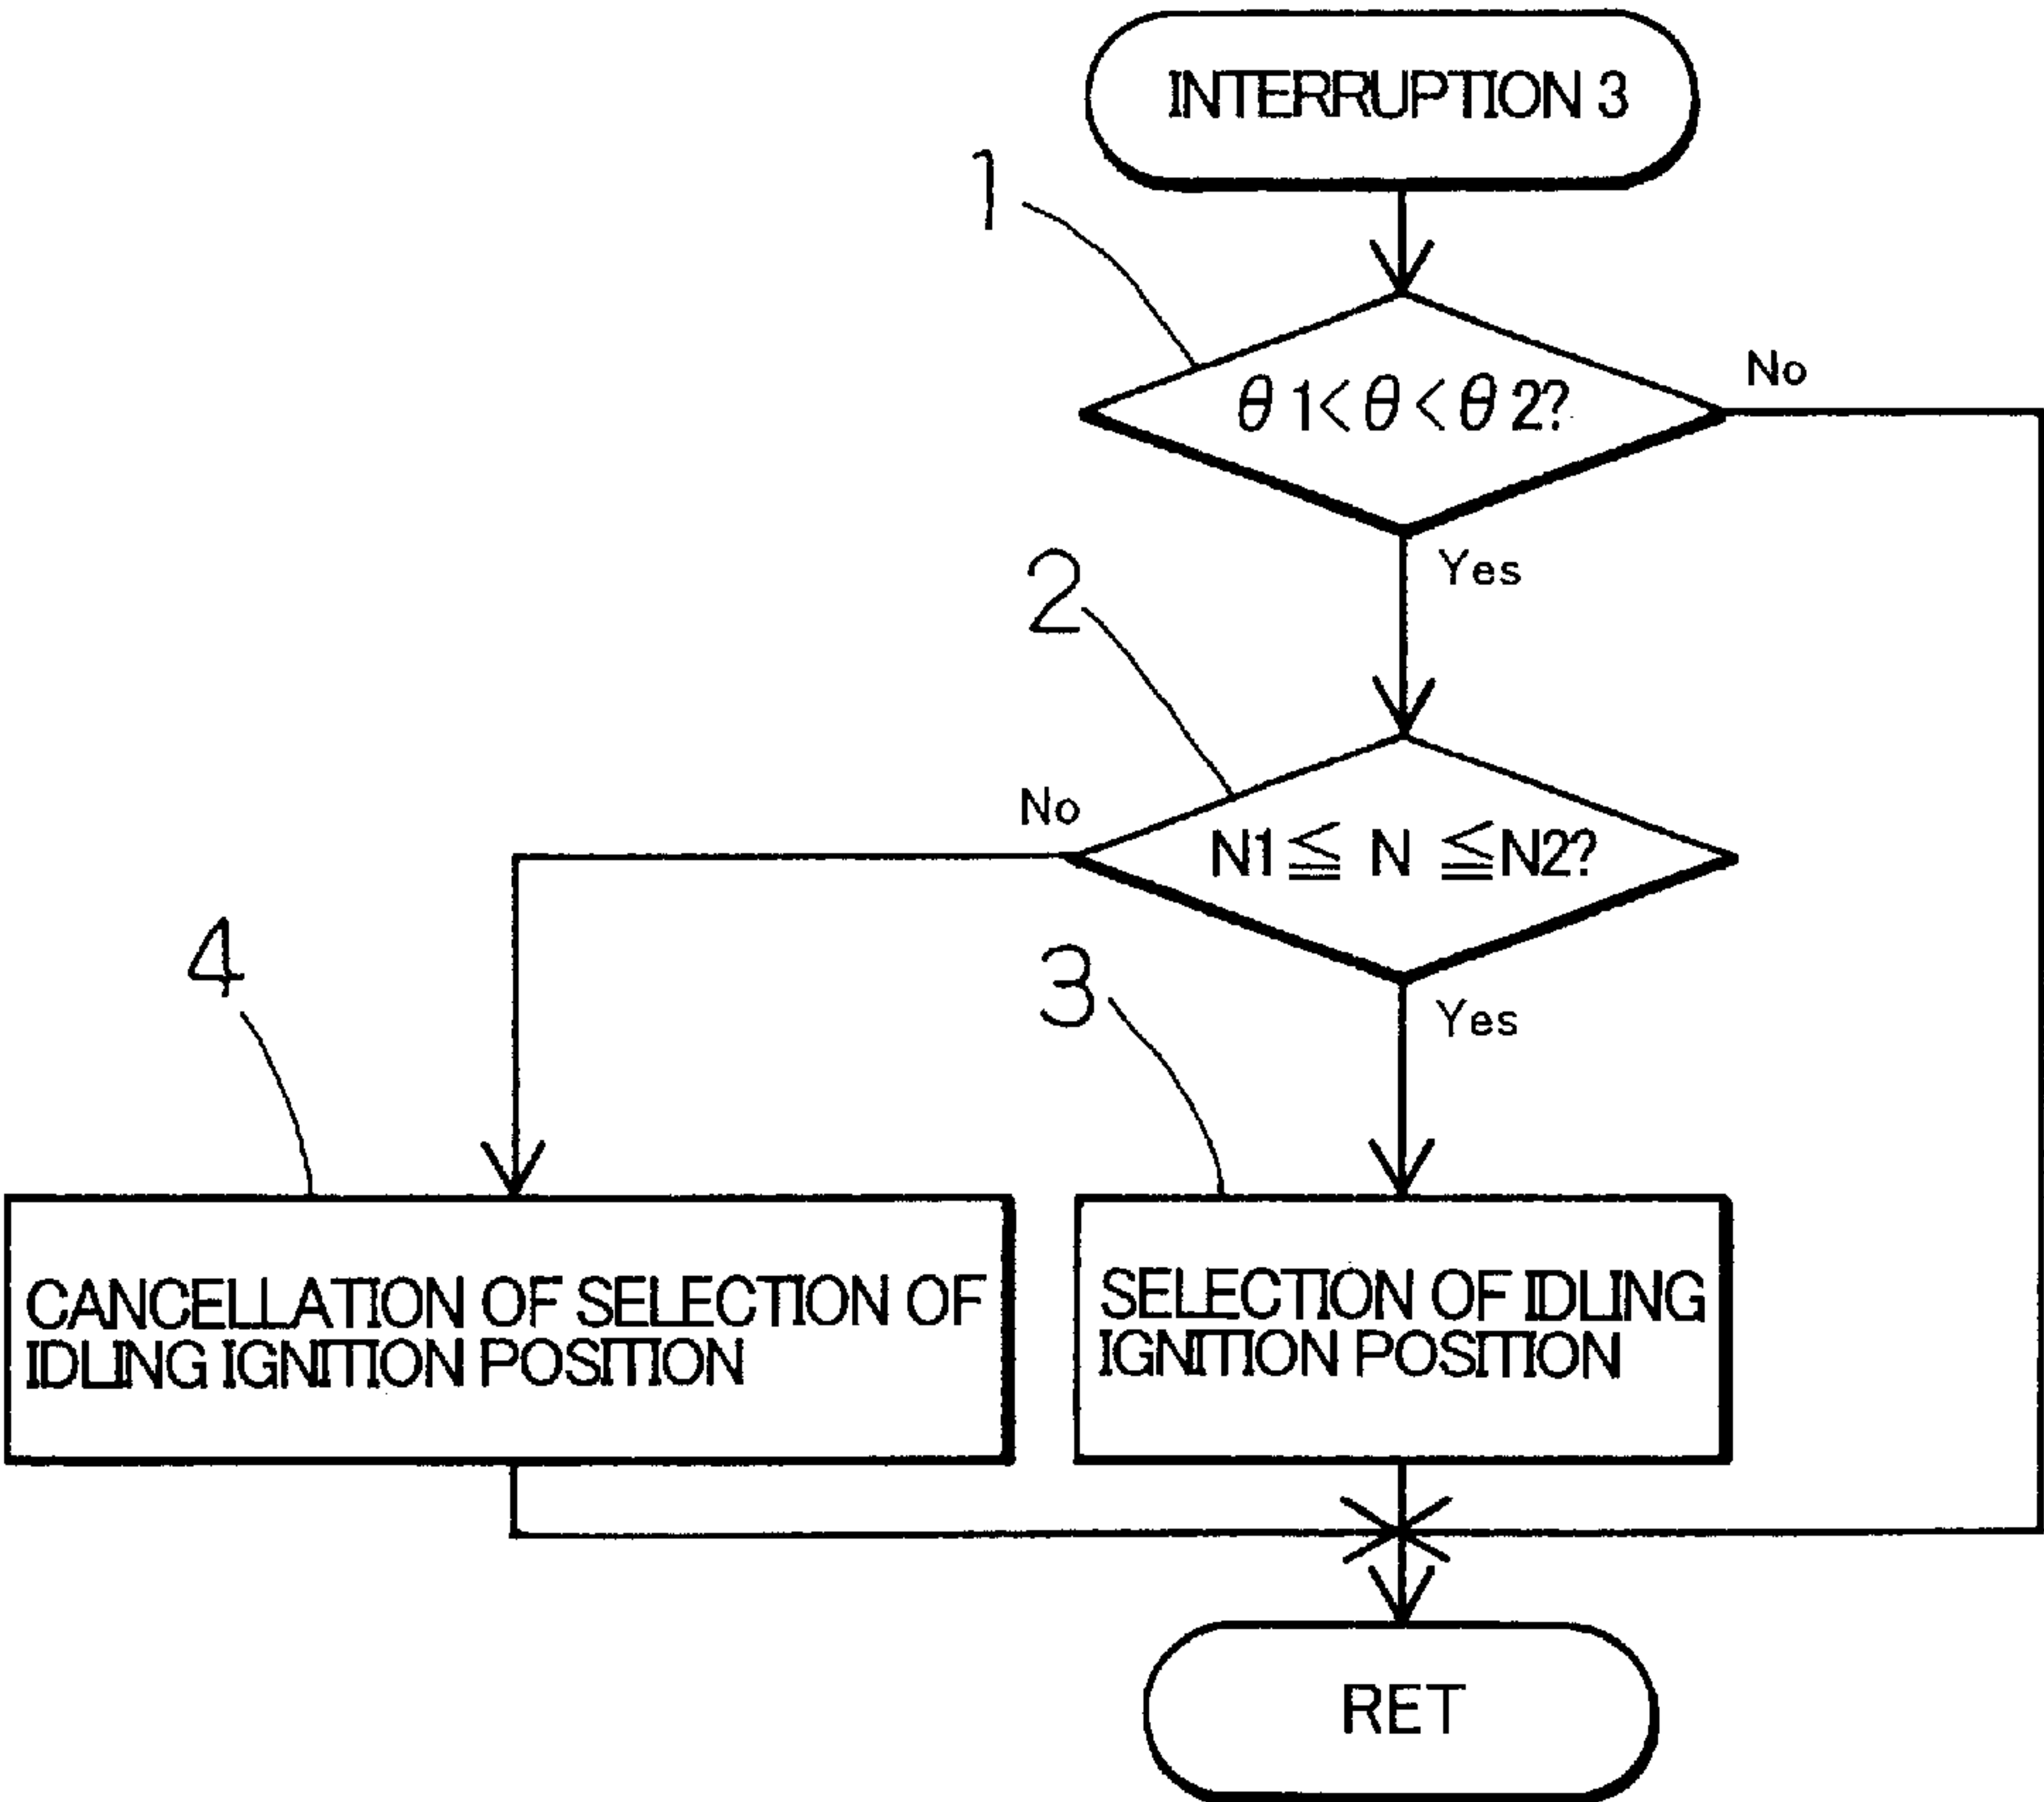 INTERRUPTION 3
1
θ1<θ<θ2?
No
Yes
2
No
N1≦ N ≦N2?
Yes
4
3
CANCELLATION OF SELECTION OF
IDLING IGNITION POSITION
SELECTION OF IDLING
IGNITION POSITION
RET